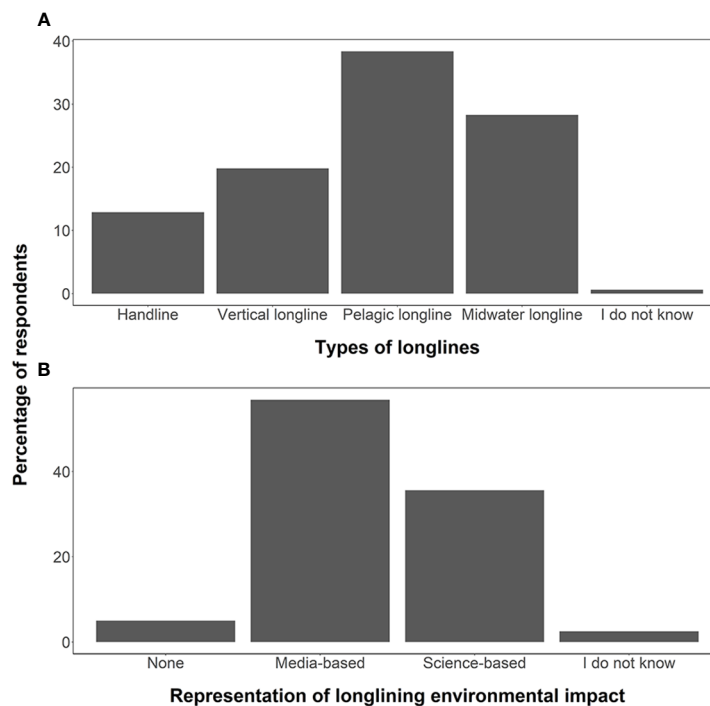 A
40
30
20
10
0
Handline Vertical longline Pelagic longline Midwater longline I do not know
Types of longlines
Percentage of respondents
B
40
20
0
None Media-based Science-based I do not know
Representation of longlining environmental impact